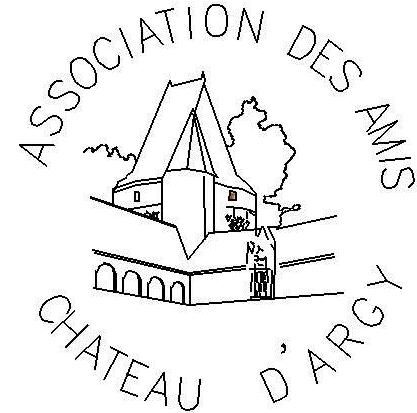 ASSOCIATION DES AMIS
CHATEAU D'ARGY